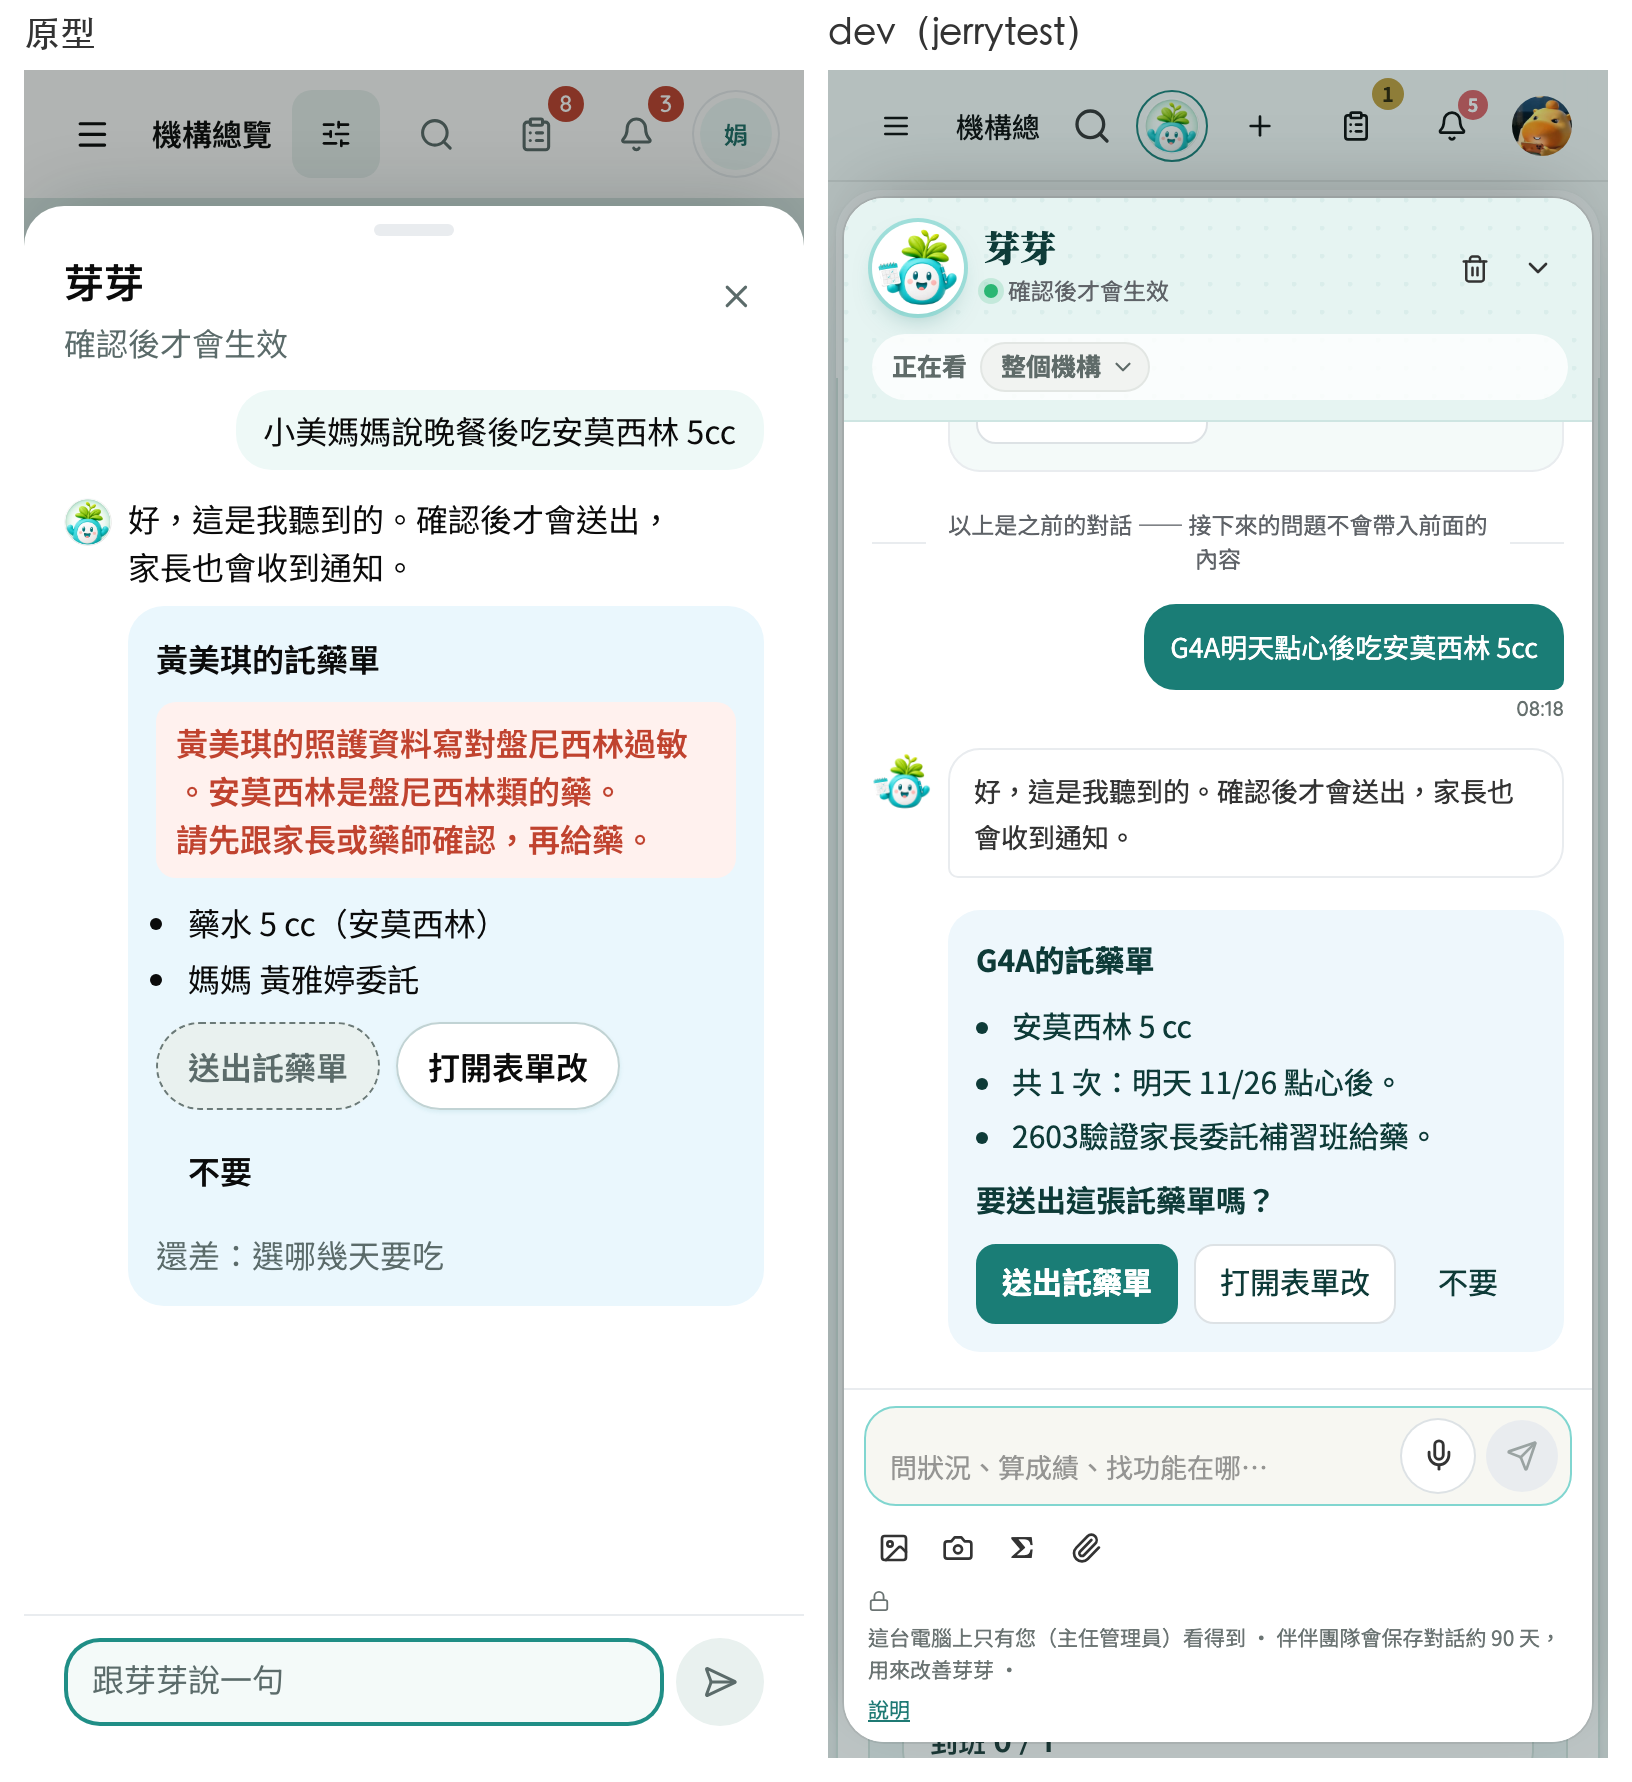 原型
機構總覽
8
3
娟
芽芽
確認後才會生效
小美媽媽說晚餐後吃安莫西林 5cc
好，這是我聽到的。確認後才會送出，
家長也會收到通知。
黃美琪的託藥單
黃美琪的照護資料寫對盤尼西林過敏
。安莫西林是盤尼西林類的藥。
請先跟家長或藥師確認，再給藥。
藥水 5 cc（安莫西林）
媽媽 黃雅婷委託
送出託藥單
打開表單改
不要
還差：選哪幾天要吃
跟芽芽說一句
dev（jerrytest）
機構總
1
5
芽芽
確認後才會生效
正在看
整個機構
以上是之前的對話 —— 接下來的問題不會帶入前面的
內容
G4A明天點心後吃安莫西林 5cc
08:18
好，這是我聽到的。確認後才會送出，家長也
會收到通知。
G4A的託藥單
安莫西林 5 cc
共 1 次：明天 11/26 點心後。
2603驗證家長委託補習班給藥。
要送出這張託藥單嗎？
送出託藥單
打開表單改
不要
問狀況、算成績、找功能在哪…
這台電腦上只有您（主任管理員）看得到 • 伴伴團隊會保存對話約 90 天，
用來改善芽芽 •
說明